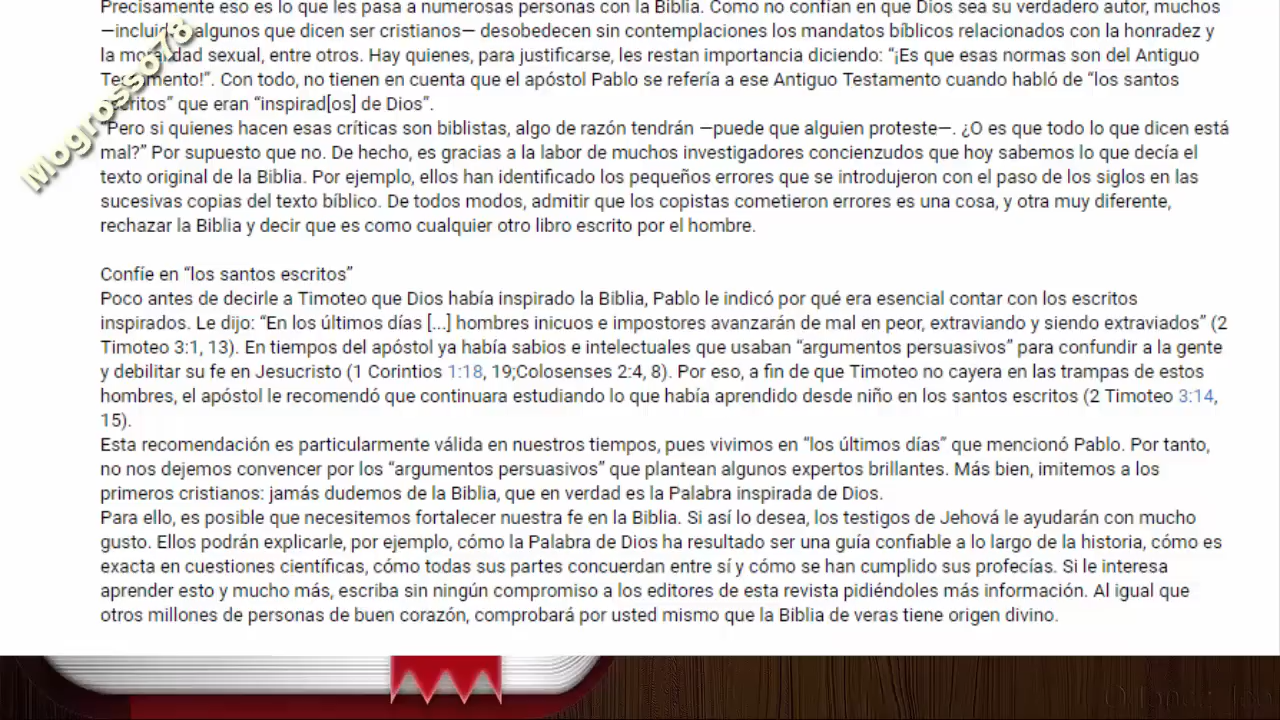 Precisamente eso es lo que les pasa a numerosas personas con la Biblia. Como no confían en que Dios sea su verdadero autor, muchos
—incluidos algunos que dicen ser cristianos— desobedecen sin contemplaciones los mandatos bíblicos relacionados con la honradez y
la moralidad sexual, entre otros. Hay quienes, para justificarse, les restan importancia diciendo: “¡Es que esas normas son del Antiguo
Testamento!”. Con todo, no tienen en cuenta que el apóstol Pablo se refería a ese Antiguo Testamento cuando habló de “los santos
escritos” que eran “inspirad[os] de Dios”.
“Pero si quienes hacen esas críticas son biblistas, algo de razón tendrán —puede que alguien proteste—. ¿O es que todo lo que dicen está
mal?” Por supuesto que no. De hecho, es gracias a la labor de muchos investigadores concienzudos que hoy sabemos lo que decía el
texto original de la Biblia. Por ejemplo, ellos han identificado los pequeños errores que se introdujeron con el paso de los siglos en las
sucesivas copias del texto bíblico. De todos modos, admitir que los copistas cometieron errores es una cosa, y otra muy diferente,
rechazar la Biblia y decir que es como cualquier otro libro escrito por el hombre.
Confíe en “los santos escritos”
Poco antes de decirle a Timoteo que Dios había inspirado la Biblia, Pablo le indicó por qué era esencial contar con los escritos
inspirados. Le dijo: “En los últimos días [...] hombres inicuos e impostores avanzarán de mal en peor, extraviando y siendo extraviados” (2
Timoteo 3:1, 13). En tiempos del apóstol ya había sabios e intelectuales que usaban “argumentos persuasivos” para confundir a la gente
y debilitar su fe en Jesucristo (1 Corintios 1:18, 19;Colosenses 2:4, 8). Por eso, a fin de que Timoteo no cayera en las trampas de estos
hombres, el apóstol le recomendó que continuara estudiando lo que había aprendido desde niño en los santos escritos (2 Timoteo 3:14,
15).
Esta recomendación es particularmente válida en nuestros tiempos, pues vivimos en “los últimos días” que mencionó Pablo. Por tanto,
no nos dejemos convencer por los “argumentos persuasivos” que plantean algunos expertos brillantes. Más bien, imitemos a los
primeros cristianos: jamás dudemos de la Biblia, que en verdad es la Palabra inspirada de Dios.
Para ello, es posible que necesitemos fortalecer nuestra fe en la Biblia. Si así lo desea, los testigos de Jehová le ayudarán con mucho
gusto. Ellos podrán explicarle, por ejemplo, cómo la Palabra de Dios ha resultado ser una guía confiable a lo largo de la historia, cómo es
exacta en cuestiones científicas, cómo todas sus partes concuerdan entre sí y cómo se han cumplido sus profecías. Si le interesa
aprender esto y mucho más, escriba sin ningún compromiso a los editores de esta revista pidiéndoles más información. Al igual que
otros millones de personas de buen corazón, comprobará por usted mismo que la Biblia de veras tiene origen divino.
Mogrosso78